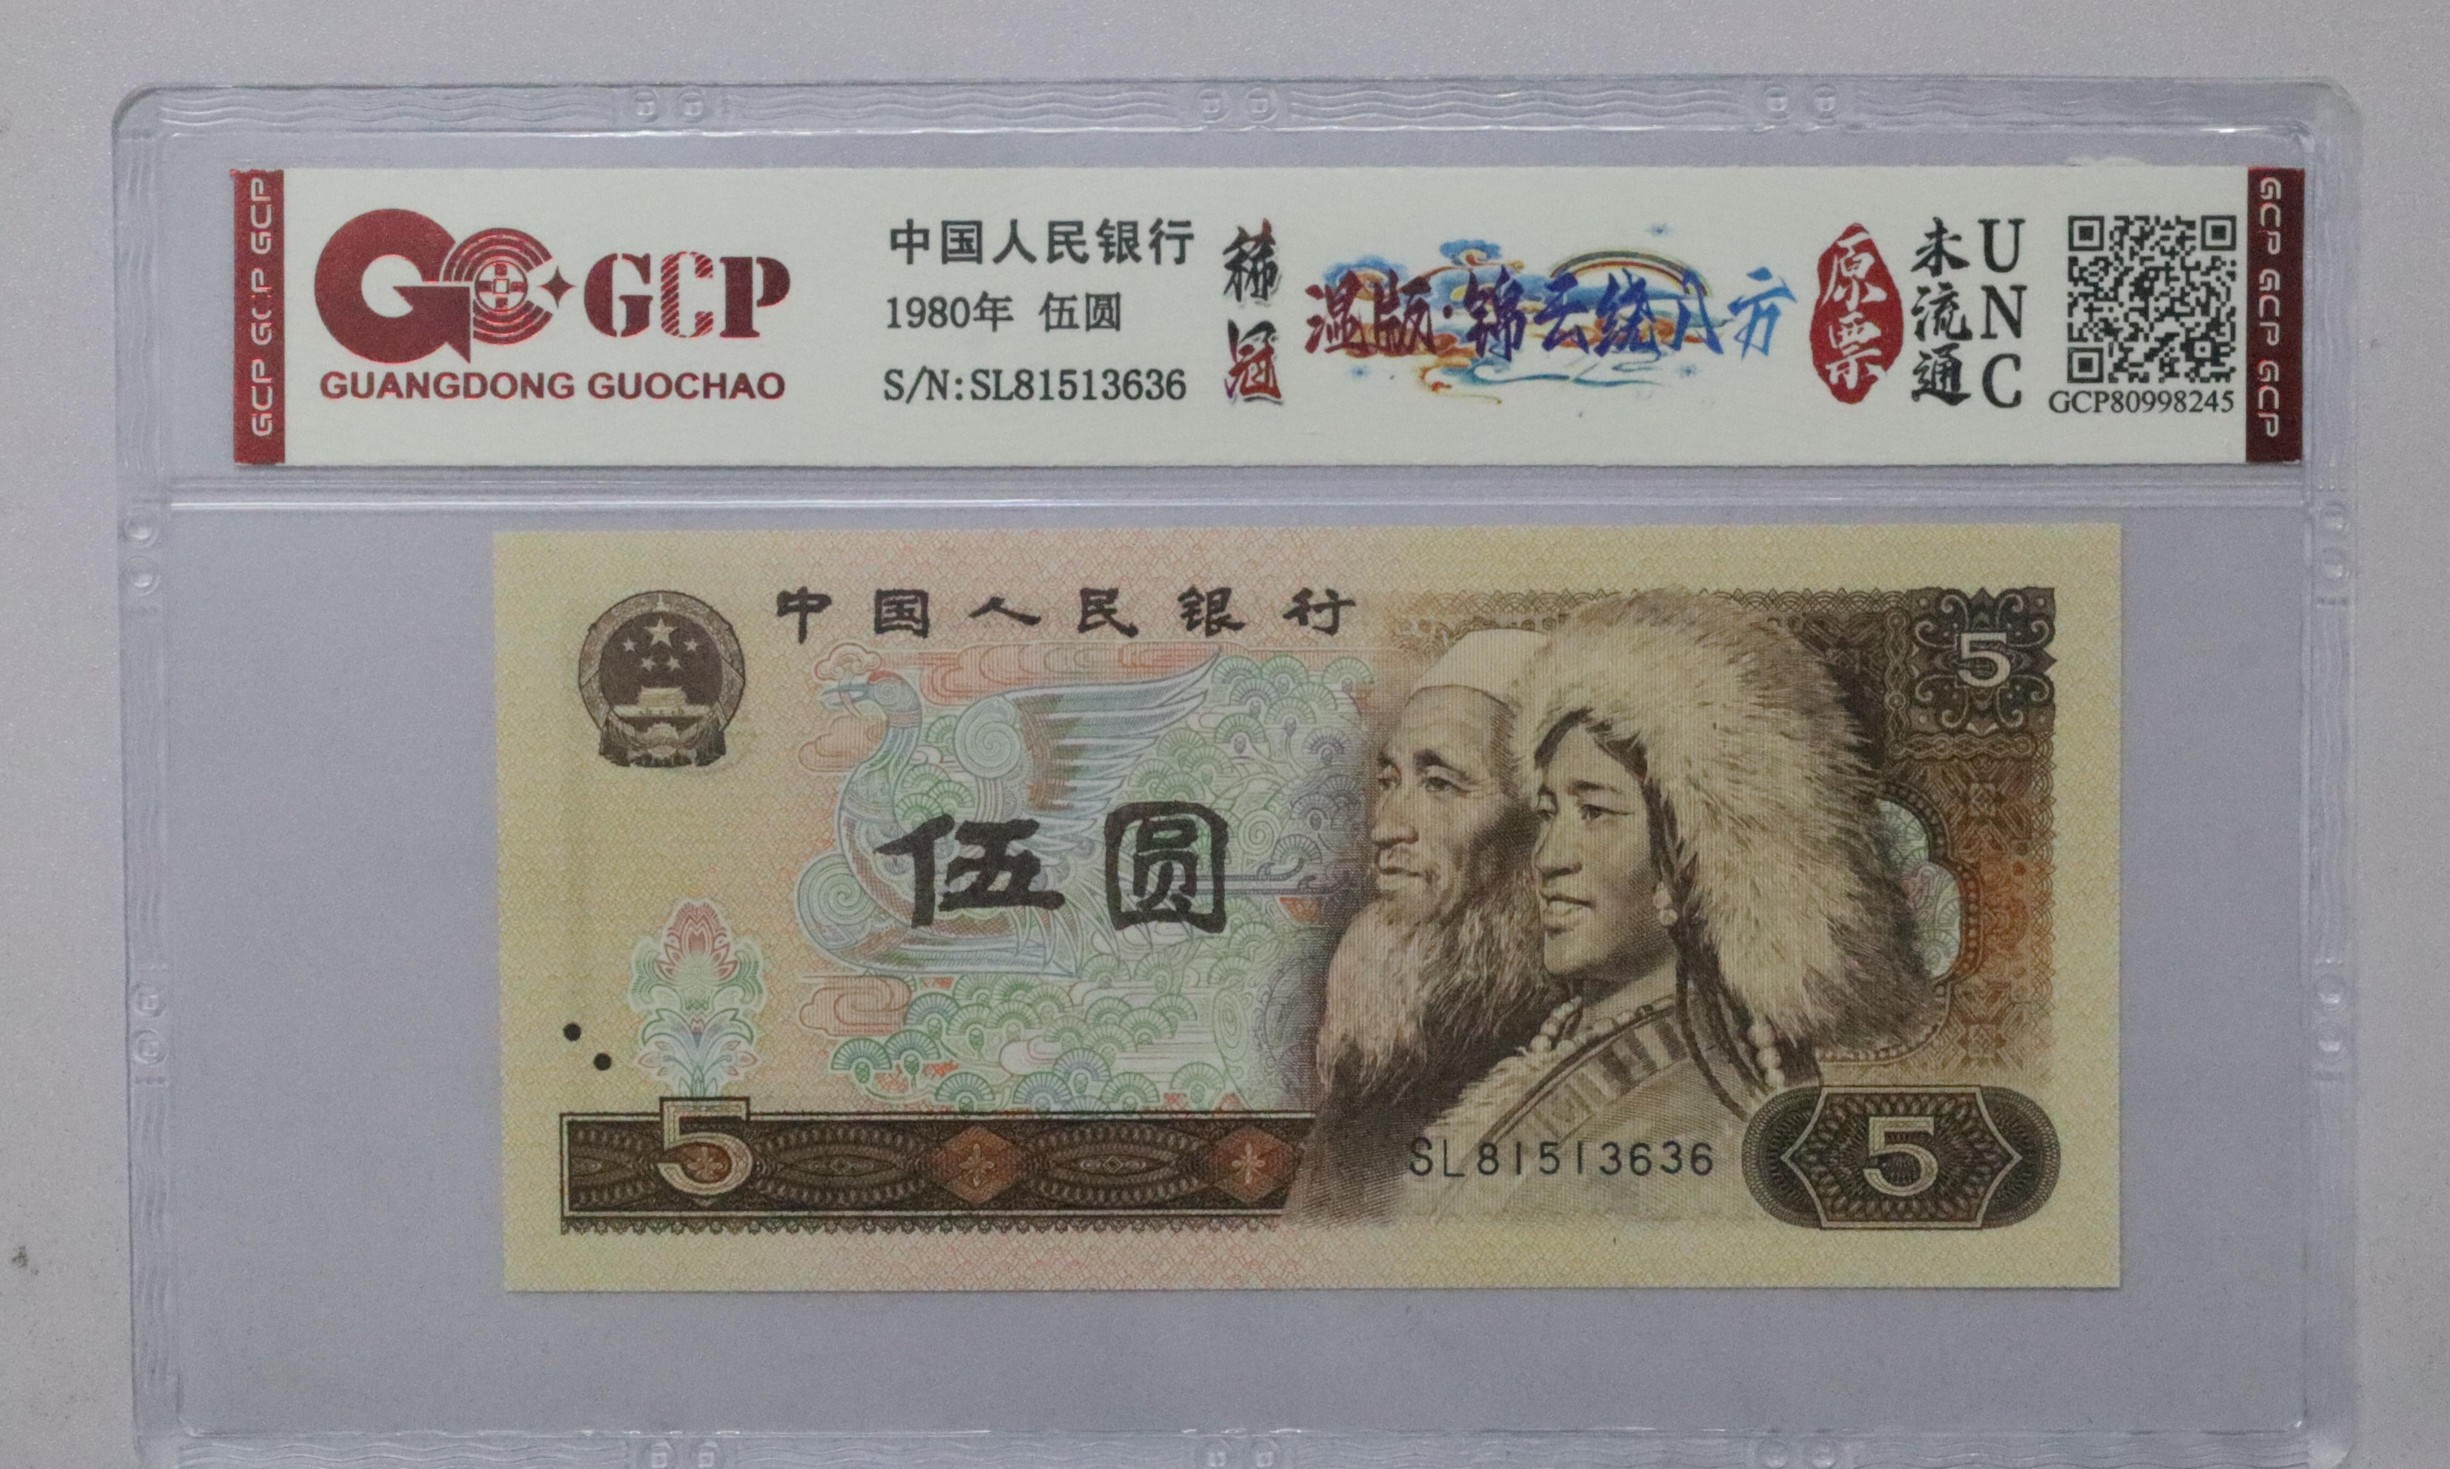 GCP GCP GCP
GCP
GUANGDONG GUOCHAO
中国人民银行
1980年 伍圆
S/N:SL81513636
稀冠
温版·锦云绕八方
原票
未流通
UNC
GCP80998245
GCP GCP GCP
中国人民银行
5
伍圆
5
SL81513636
5